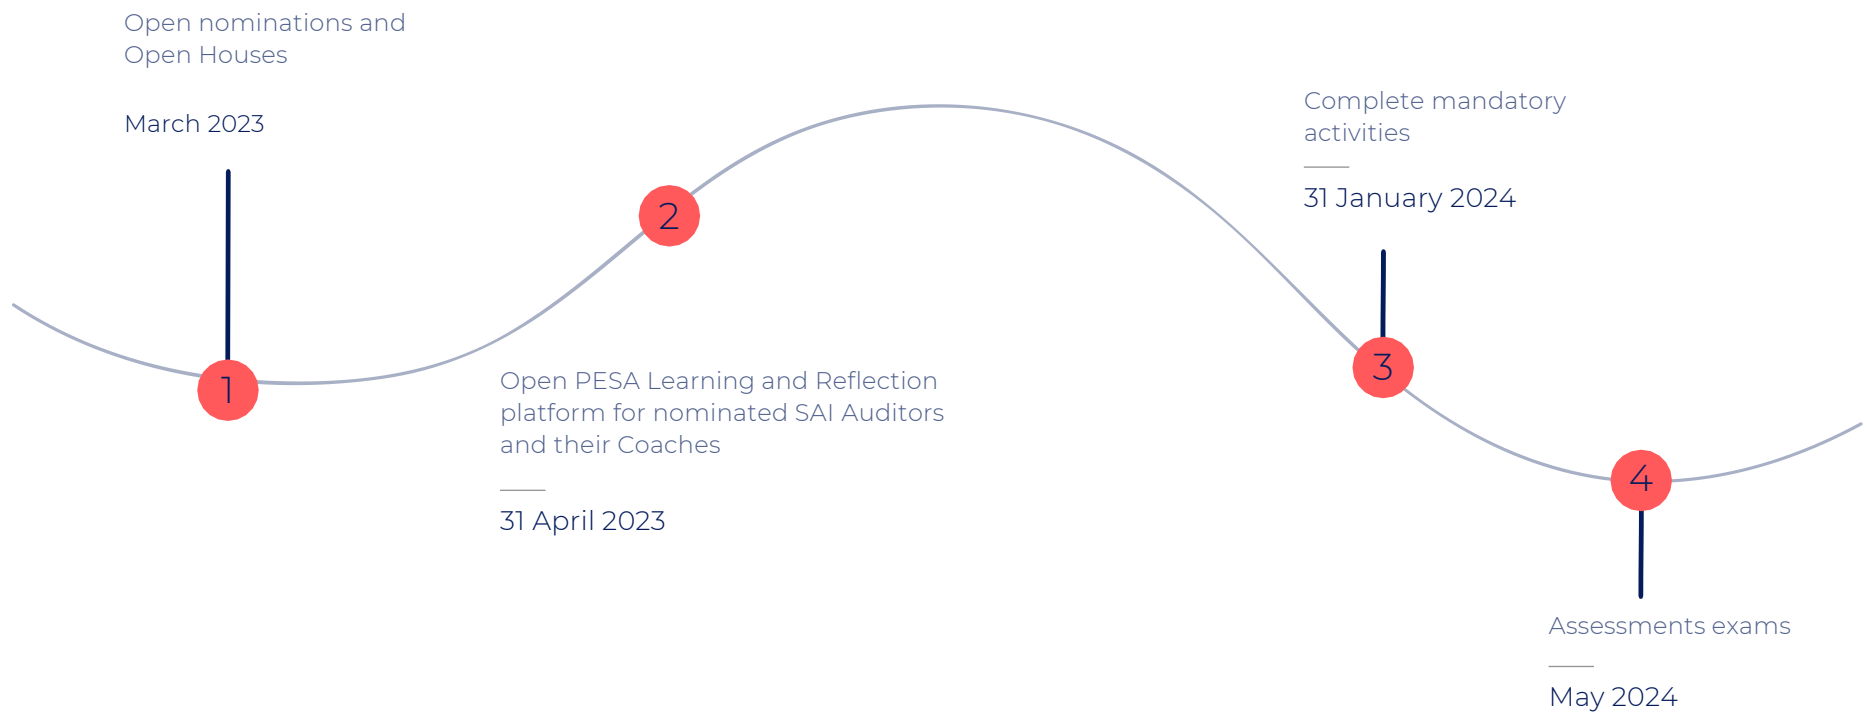 Open nominations and
Open Houses
March 2023
1
2
Open PESA Learning and Reflection
platform for nominated SAI Auditors
and their Coaches
31 April 2023
Complete mandatory
activities
31 January 2024
3
4
Assessments exams
May 2024